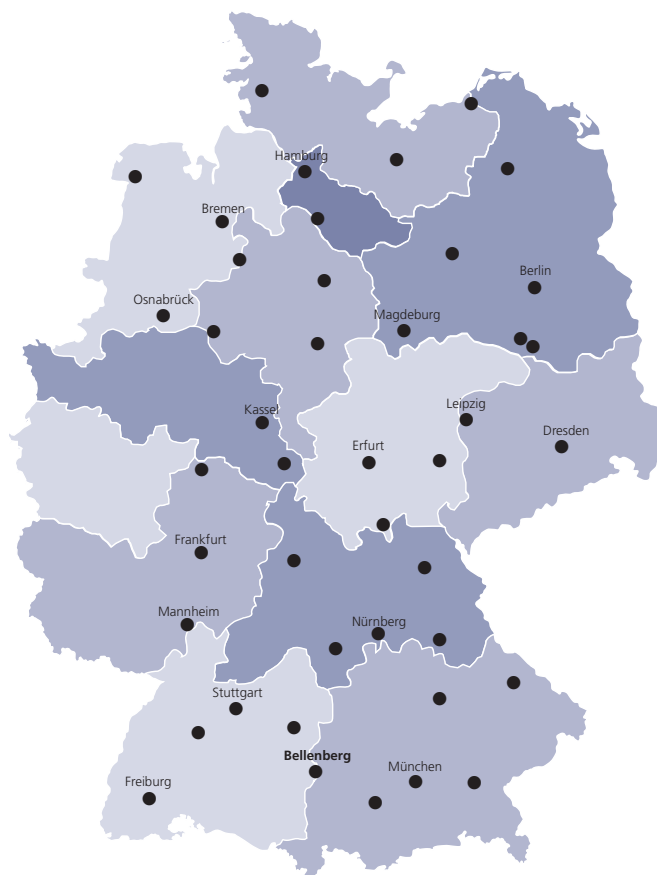 Hamburg
Bremen
Berlin
Osnabrück
Magdeburg
Kassel
Leipzig
Dresden
Erfurt
Frankfurt
Mannheim
Nürnberg
Stuttgart
Bellenberg
München
Freiburg